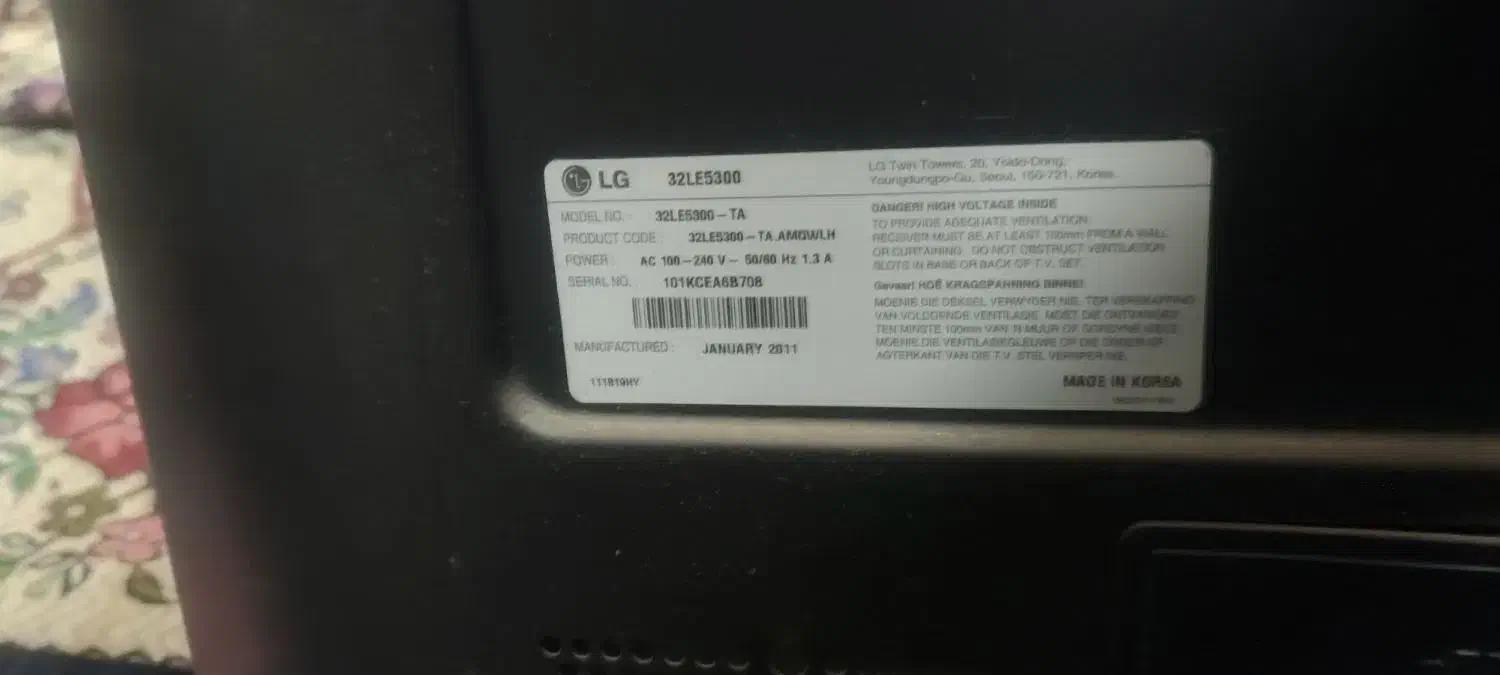 LG 32LE5300
LG Twin Towers, 20, Yoido-Dong,
Youngdungpo-Gu, Seoul, 150-721, Korea.
MODEL NO. : 32LE5300-TA
PRODUCT CODE : 32LE5300-TA.AMQWLH
POWER : AC 100-240 V~ 50/60 Hz 1.3 A
SERIAL NO. 101KCEA6B708
MANUFACTURED : JANUARY 2011
111819HY
DANGER! HIGH VOLTAGE INSIDE
TO PROVIDE ADEQUATE VENTILATION
RECEIVER MUST BE AT LEAST 100mm FROM A WALL
OR CURTAINING. DO NOT OBSTRUCT VENTILATION
SLOTS IN BASE OR BACK OF T.V. SET.
Gevaar! HOË KRAGSPANNING BINNE!
MOENIE DIE DEKSEL VERWYDER NIE. TER VERSKAFFING
VAN VOLDOENDE VENTILASIE MOET DIE ONTVANGER
TEN MINSTE 100mm VAN 'N MUUR OF GORDYNE WEES.
MOENIE DIE VENTILASIEGLEUWE OP DIE ONDER-OF
AGTERKANT VAN DIE T.V. STEL VERSPER NIE.
MADE IN KOREA